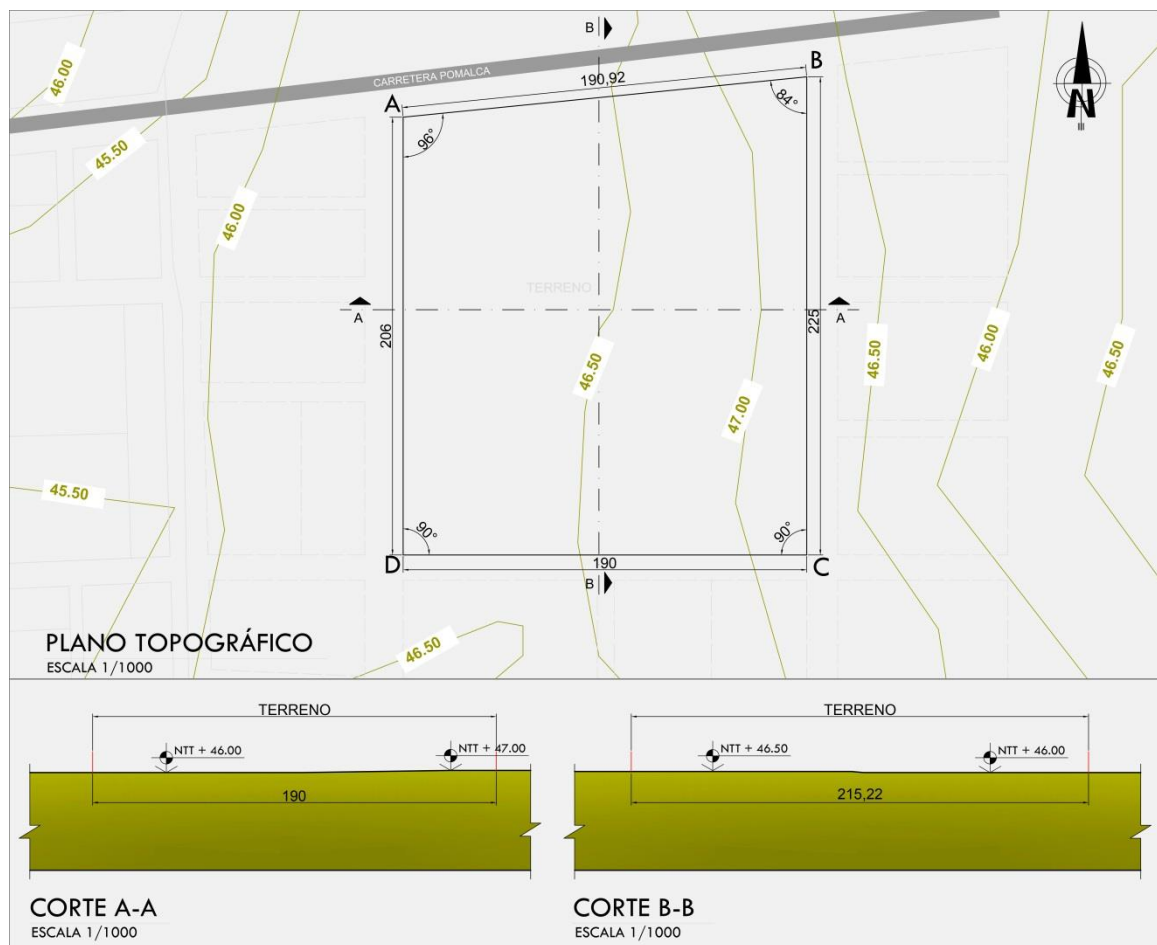 B
46.00
CARRETERA POMALCA
190,92
B
A
84°
96°
N
45.50
46.00
TERRENO
A
A
206
225
46.50
47.00
46.50
46.00
46.50
45.50
90°
90°
D
190
C
B
46.50
PLANO TOPOGRÁFICO
ESCALA 1/1000
TERRENO
NTT + 46.00
NTT + 47.00
190
CORTE A-A
ESCALA 1/1000
TERRENO
NTT + 46.50
NTT + 46.00
215,22
CORTE B-B
ESCALA 1/1000